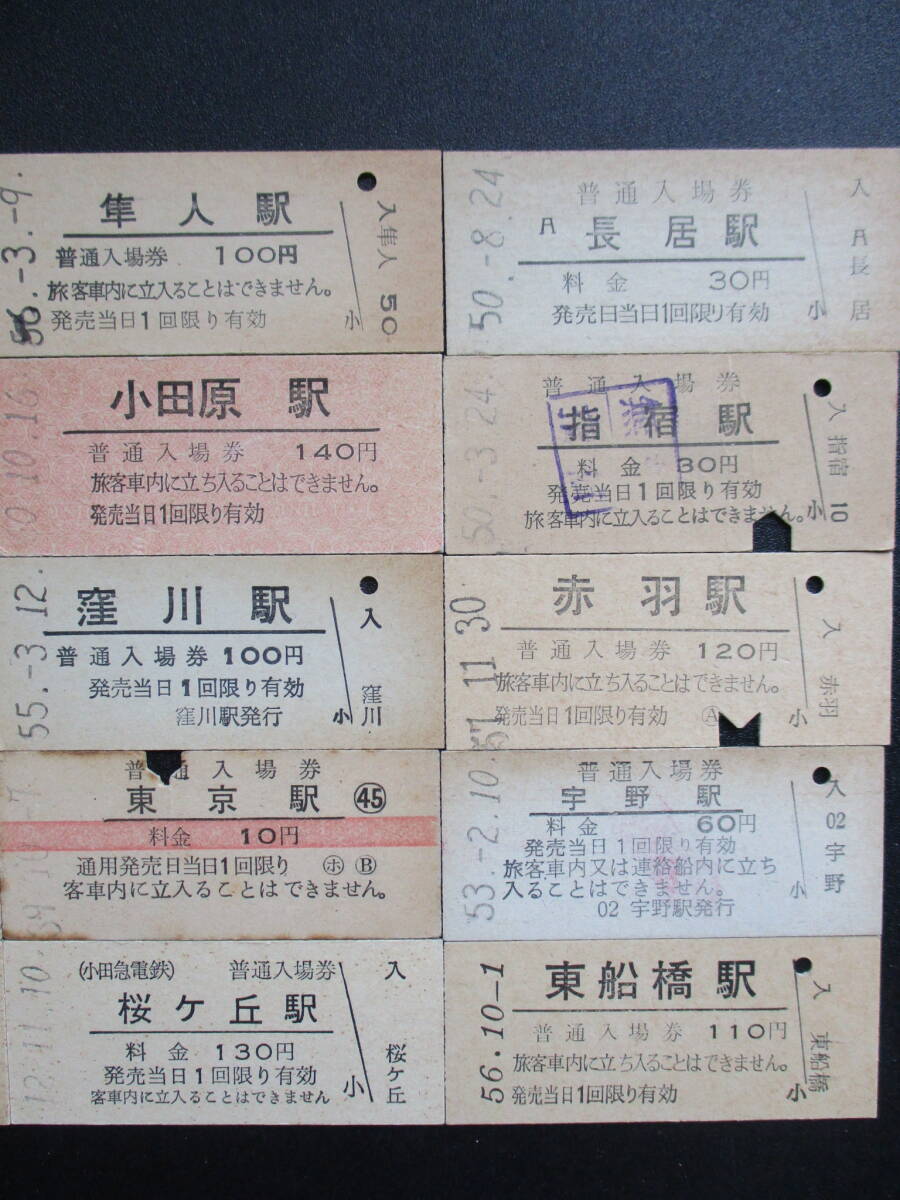 隼人駅
普通入場券 100円
旅客車内に立入ることはできません。
発売当日1回限り有効
小
入 隼人 50
-3.-9.
普通入場券
A 長居駅
料金 30円
発売日当日1回限り有効
小
入 A 長居
50.-8.24
小田原駅
普通入場券 140円
旅客車内に立ち入ることはできません。
発売当日1回限り有効
普通入場券
指宿駅
料金 30円
発売当日1回限り有効
旅客車内に立入ることはできません。
小
入 指宿 10
50.-3.24
窪川駅
普通入場券 100円
発売当日1回限り有効
窪川駅発行
小
入 窪川
55.-3.12.
赤羽駅
普通入場券 120円
旅客車内に立ち入ることはできません。
発売当日1回限り有効 Ⓐ
小
入 赤羽
57.11.30
普通入場券
東京駅 ㊺
料金 10円
通用発売日当日1回限り ㋭ Ⓑ
客車内に立入ることはできません。
普通入場券
宇野駅
料金 60円
発売当日1回限り有効
旅客車内又は連絡船内に立ち
入ることはできません。
02 宇野駅発行
小
入 02 宇野
53.-2.10
(小田急電鉄) 普通入場券
桜ケ丘駅
料金 130円
発売当日1回限り有効
客車内に立入ることはできません
小
入 桜ケ丘
12.11.10
東船橋駅
普通入場券 110円
旅客車内に立ち入ることはできません。
発売当日1回限り有効
小
入 東船橋
56.10.-1